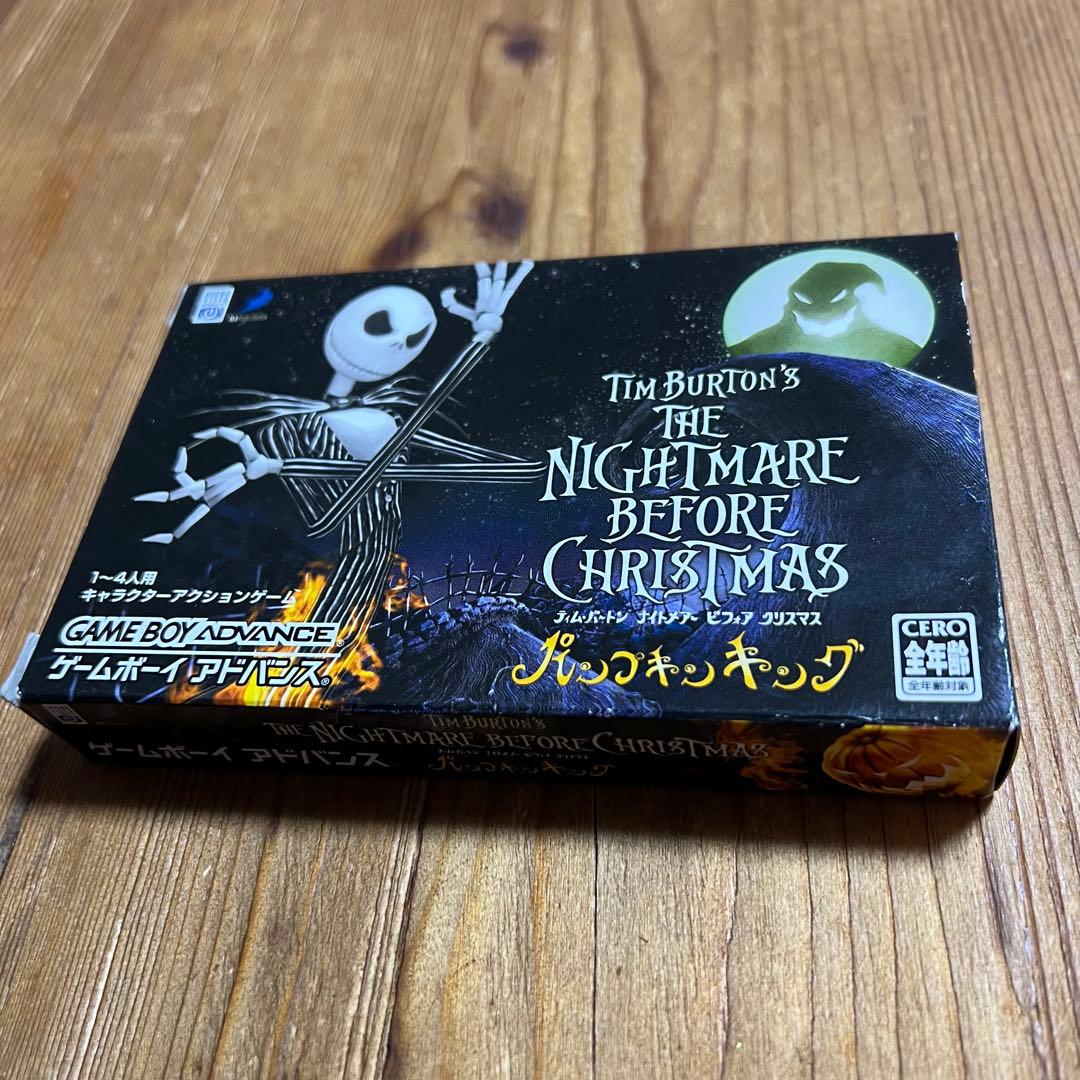 TIM BURTON'S
THE
NIGHTMARE
BEFORE
CHRISTMAS
ティム・バートン ナイトメアー ビフォア クリスマス
パンプキン キング
1〜4人用
キャラクターアクションゲーム
GAME BOY ADVANCE
ゲームボーイ アドバンス
CERO
全年齢
全年齢対象
TIM BURTON'S
THE NIGHTMARE BEFORE CHRISTMAS
ゲームボーイ アドバンス
パンプキン キング